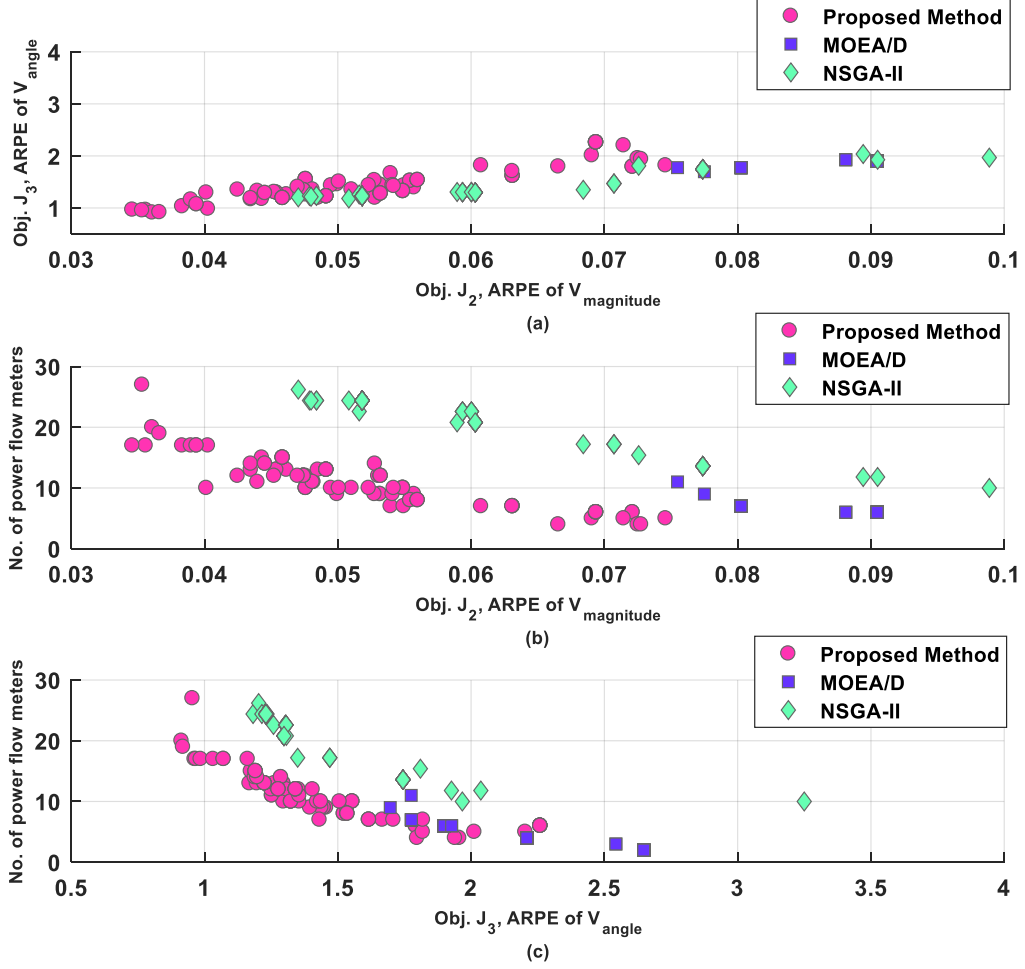 Proposed Method
MOEA/D
NSGA-II
Obj. J3, ARPE of Vangle
4
3
2
1
0.03 0.04 0.05 0.06 0.07 0.08 0.09 0.1
Obj. J2, ARPE of Vmagnitude
(a)
Proposed Method
MOEA/D
NSGA-II
No. of power flow meters
30
20
10
0
0.03 0.04 0.05 0.06 0.07 0.08 0.09 0.1
Obj. J2, ARPE of Vmagnitude
(b)
Proposed Method
MOEA/D
NSGA-II
No. of power flow meters
30
20
10
0
0.5 1 1.5 2 2.5 3 3.5 4
Obj. J3, ARPE of Vangle
(c)